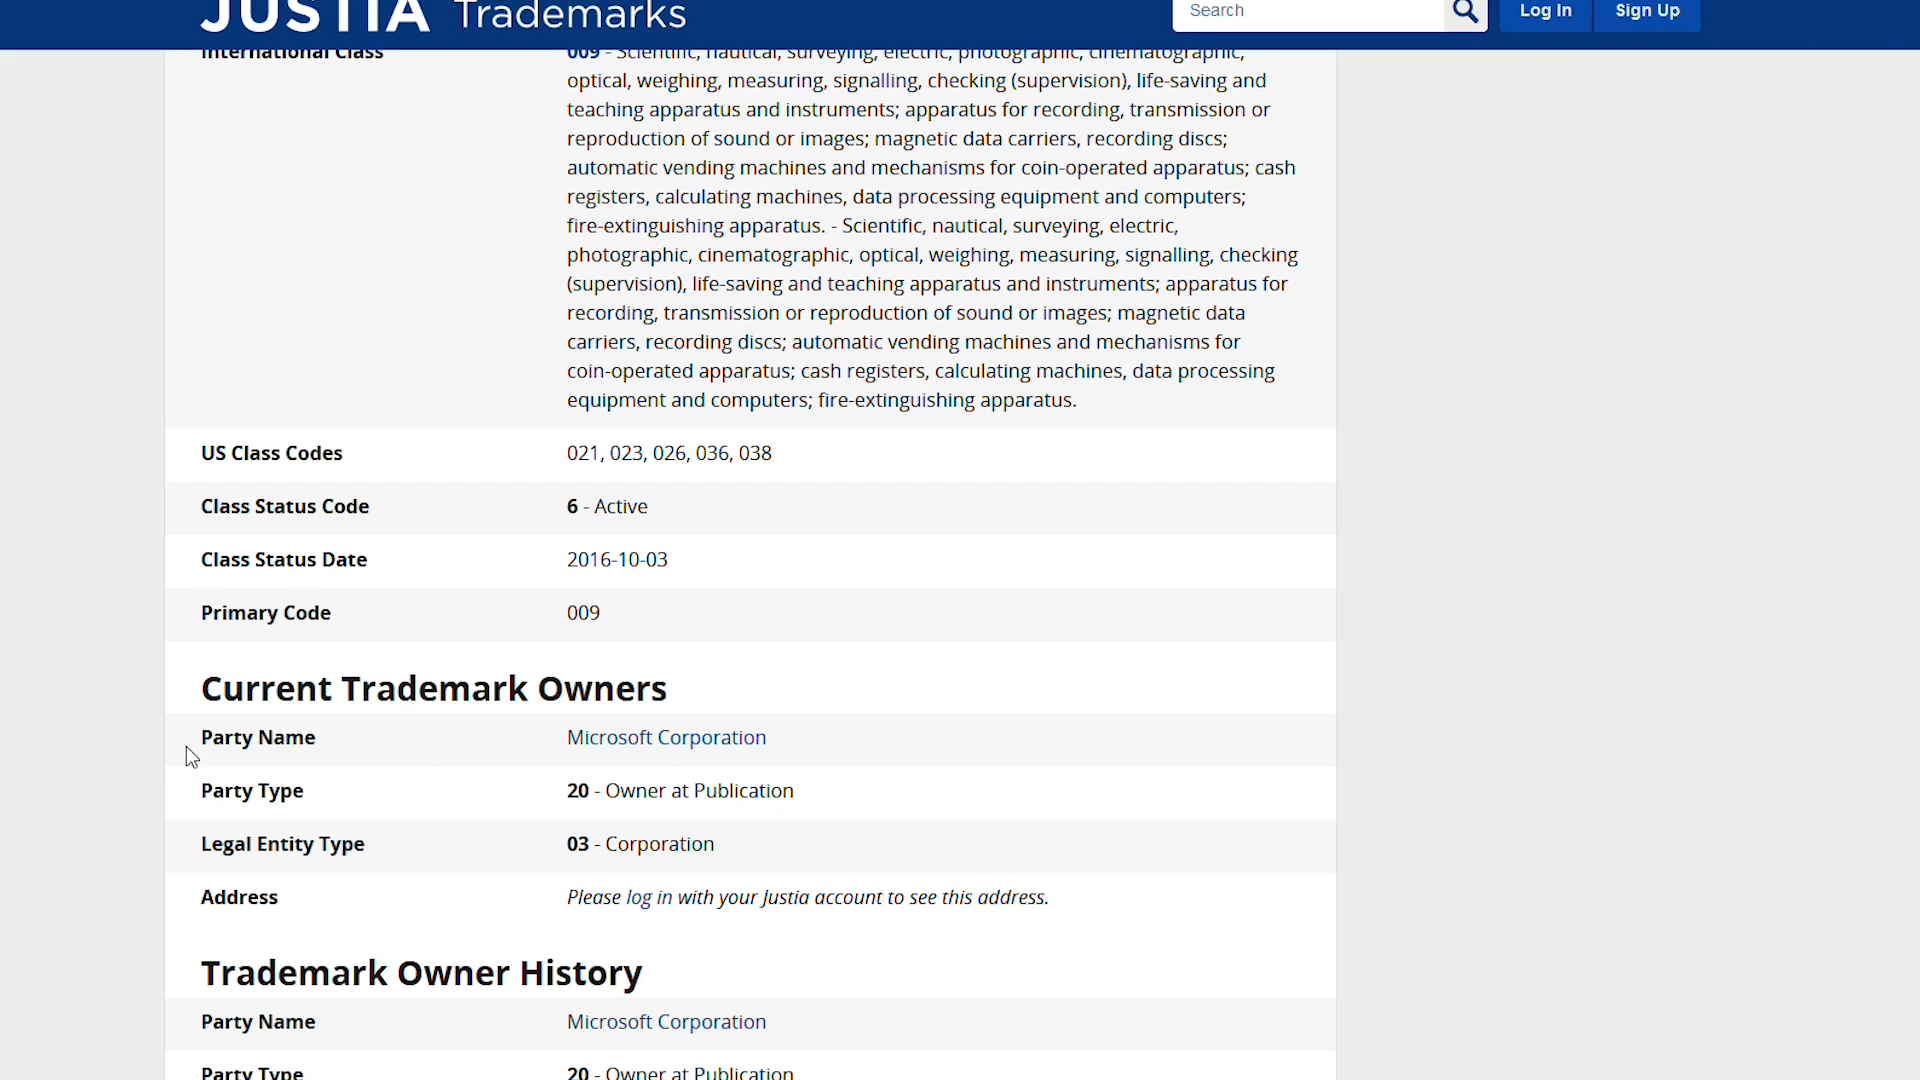 JUSTIA Trademarks
Search
Log In
Sign Up
International Class
009 - Scientific, nautical, surveying, electric, photographic, cinematographic,
optical, weighing, measuring, signalling, checking (supervision), life-saving and
teaching apparatus and instruments; apparatus for recording, transmission or
reproduction of sound or images; magnetic data carriers, recording discs;
automatic vending machines and mechanisms for coin-operated apparatus; cash
registers, calculating machines, data processing equipment and computers;
fire-extinguishing apparatus. - Scientific, nautical, surveying, electric,
photographic, cinematographic, optical, weighing, measuring, signalling, checking
(supervision), life-saving and teaching apparatus and instruments; apparatus for
recording, transmission or reproduction of sound or images; magnetic data
carriers, recording discs; automatic vending machines and mechanisms for
coin-operated apparatus; cash registers, calculating machines, data processing
equipment and computers; fire-extinguishing apparatus.
US Class Codes
021, 023, 026, 036, 038
Class Status Code
6 - Active
Class Status Date
2016-10-03
Primary Code
009
Current Trademark Owners
Party Name
Microsoft Corporation
Party Type
20 - Owner at Publication
Legal Entity Type
03 - Corporation
Address
Please log in with your Justia account to see this address.
Trademark Owner History
Party Name
Microsoft Corporation
Party Type
20 - Owner at Publication